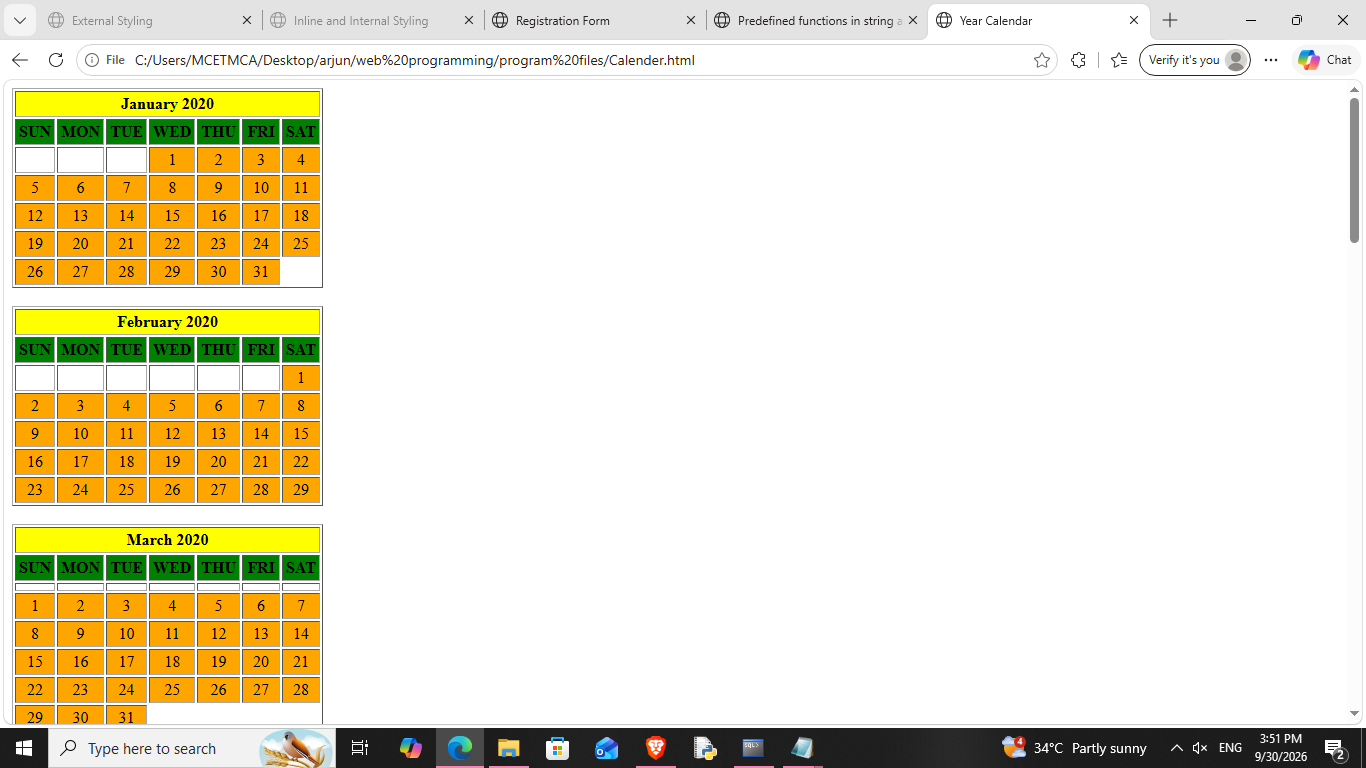 External Styling
Inline and Internal Styling
Registration Form
Predefined functions in string a
Year Calendar
File C:/Users/MCETMCA/Desktop/arjun/web%20programming/program%20files/Calender.html
Verify it's you
Chat
January 2020
SUN MON TUE WED THU FRI SAT
1 2 3 4
5 6 7 8 9 10 11
12 13 14 15 16 17 18
19 20 21 22 23 24 25
26 27 28 29 30 31
February 2020
SUN MON TUE WED THU FRI SAT
1
2 3 4 5 6 7 8
9 10 11 12 13 14 15
16 17 18 19 20 21 22
23 24 25 26 27 28 29
March 2020
SUN MON TUE WED THU FRI SAT
1 2 3 4 5 6 7
8 9 10 11 12 13 14
15 16 17 18 19 20 21
22 23 24 25 26 27 28
29 30 31
Type here to search
SQL>
4
34°C Partly sunny
ENG
3:51 PM
9/30/2026
2